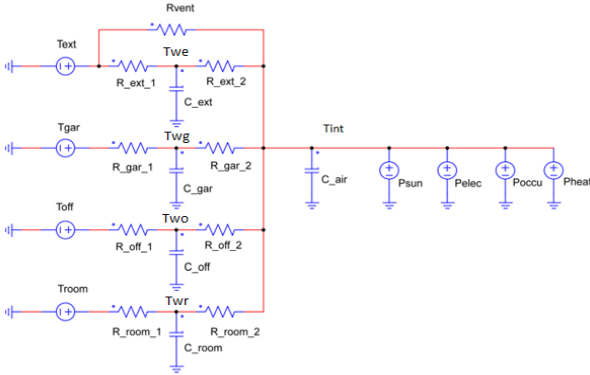 Rvent
Text
Twe
R_ext_1
R_ext_2
C_ext
Tgar
Twg
Tint
R_gar_1
R_gar_2
C_gar
C_air
Psun
Pelec
Poccu
Pheat
Toff
Two
R_off_1
R_off_2
C_off
Troom
Twr
R_room_1
R_room_2
C_room